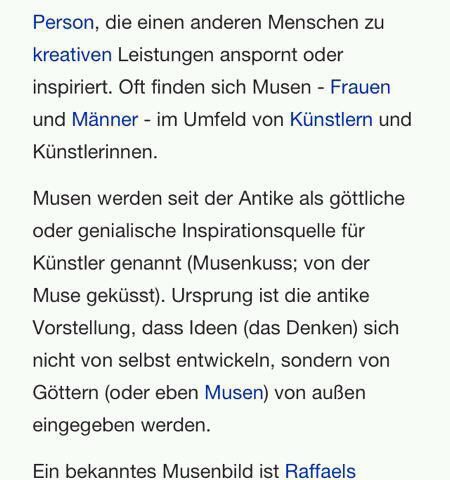 Person, die einen anderen Menschen zu
kreativen Leistungen anspornt oder
inspiriert. Oft finden sich Musen - Frauen
und Männer - im Umfeld von Künstlern und
Künstlerinnen.
Musen werden seit der Antike als göttliche
oder genialische Inspirationsquelle für
Künstler genannt (Musenkuss; von der
Muse geküsst). Ursprung ist die antike
Vorstellung, dass Ideen (das Denken) sich
nicht von selbst entwickeln, sondern von
Göttern (oder eben Musen) von außen
eingegeben werden.
Ein bekanntes Musenbild ist Raffaels